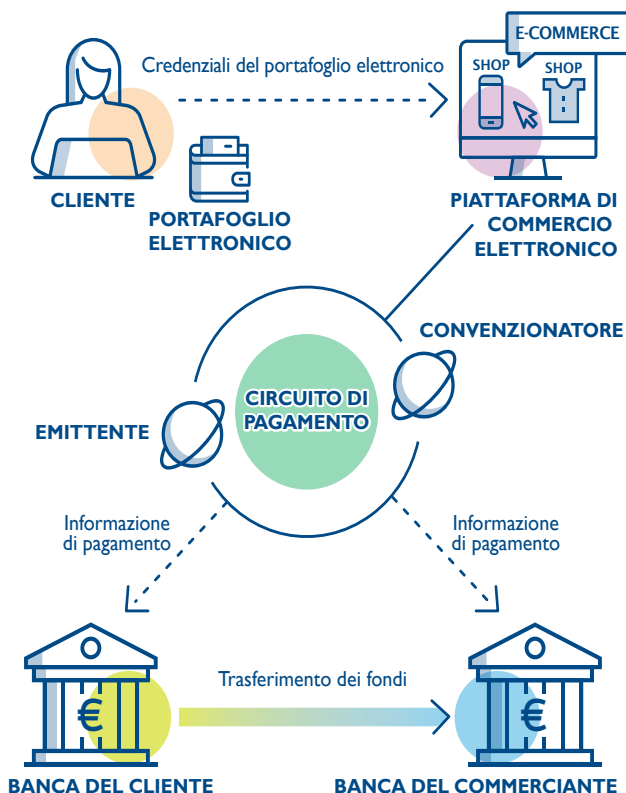 E-COMMERCE
Credenziali del portafoglio elettronico
SHOP
SHOP
CLIENTE
PORTAFOGLIO
ELETTRONICO
PIATTAFORMA DI
COMMERCIO
ELETTRONICO
CONVENZIONATORE
CIRCUITO DI
PAGAMENTO
EMITTENTE
Informazione
di pagamento
Informazione
di pagamento
Trasferimento dei fondi
€
€
BANCA DEL CLIENTE
BANCA DEL COMMERCIANTE